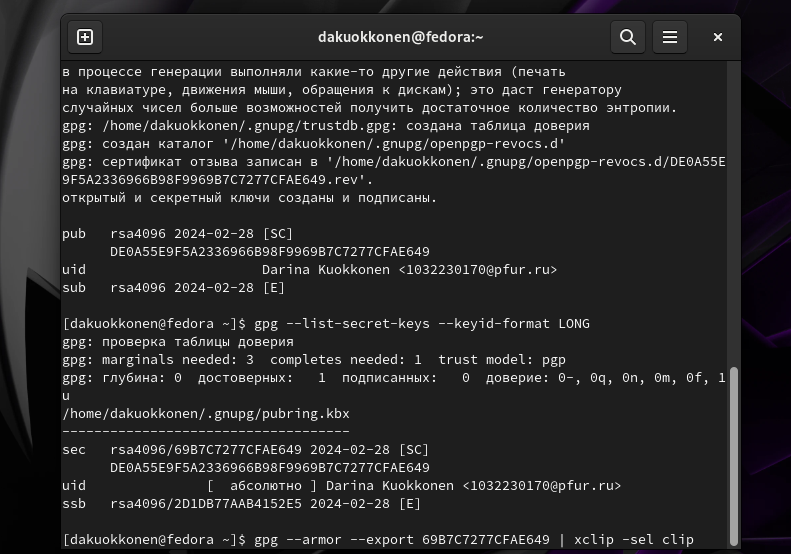 dakuokkonen@fedora:~
в процессе генерации выполняли какие-то другие действия (печать
на клавиатуре, движения мыши, обращения к дискам); это даст генератору
случайных чисел больше возможностей получить достаточное количество энтропии.
gpg: /home/dakuokkonen/.gnupg/trustdb.gpg: создана таблица доверия
gpg: создан каталог '/home/dakuokkonen/.gnupg/openpgp-revocs.d'
gpg: сертификат отзыва записан в '/home/dakuokkonen/.gnupg/openpgp-revocs.d/DE0A55E
9F5A2336966B98F9969B7C7277CFAE649.rev'.
открытый и секретный ключи созданы и подписаны.
pub   rsa4096 2024-02-28 [SC]
      DE0A55E9F5A2336966B98F9969B7C7277CFAE649
uid                      Darina Kuokkonen <1032230170@pfur.ru>
sub   rsa4096 2024-02-28 [E]
[dakuokkonen@fedora ~]$ gpg --list-secret-keys --keyid-format LONG
gpg: проверка таблицы доверия
gpg: marginals needed: 3  completes needed: 1  trust model: pgp
gpg: глубина: 0  достоверных:   1  подписанных:   0  доверие: 0-, 0q, 0n, 0m, 0f, 1
u
/home/dakuokkonen/.gnupg/pubring.kbx
------------------------------------
sec   rsa4096/69B7C7277CFAE649 2024-02-28 [SC]
      DE0A55E9F5A2336966B98F9969B7C7277CFAE649
uid               [  абсолютно ] Darina Kuokkonen <1032230170@pfur.ru>
ssb   rsa4096/2D1DB77AAB4152E5 2024-02-28 [E]
[dakuokkonen@fedora ~]$ gpg --armor --export 69B7C7277CFAE649 | xclip -sel clip